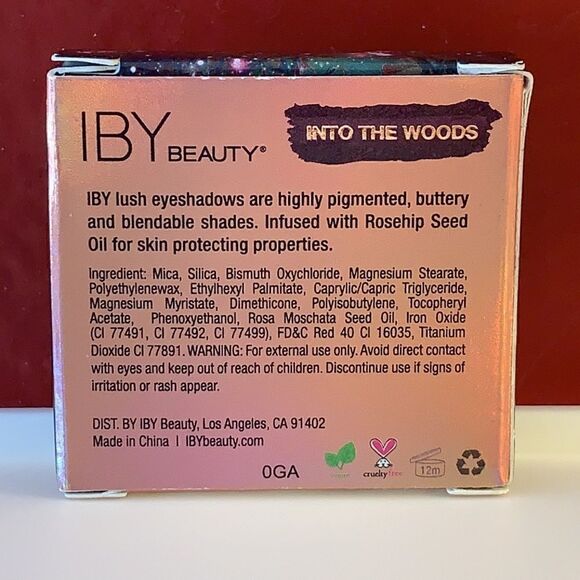 IBY BEAUTY®
INTO THE WOODS
IBY lush eyeshadows are highly pigmented, buttery
and blendable shades. Infused with Rosehip Seed
Oil for skin protecting properties.
Ingredient: Mica, Silica, Bismuth Oxychloride, Magnesium Stearate,
Polyethylenewax, Ethylhexyl Palmitate, Caprylic/Capric Triglyceride,
Magnesium Myristate, Dimethicone, Polyisobutylene, Tocopheryl
Acetate, Phenoxyethanol, Rosa Moschata Seed Oil, Iron Oxide
(CI 77491, CI 77492, CI 77499), FD&C Red 40 CI 16035, Titanium
Dioxide CI 77891. WARNING: For external use only. Avoid direct contact
with eyes and keep out of reach of children. Discontinue use if signs of
irritation or rash appear.
DIST. BY IBY Beauty, Los Angeles, CA 91402
Made in China | IBYbeauty.com
0GA
vegan
cruelty free
12m